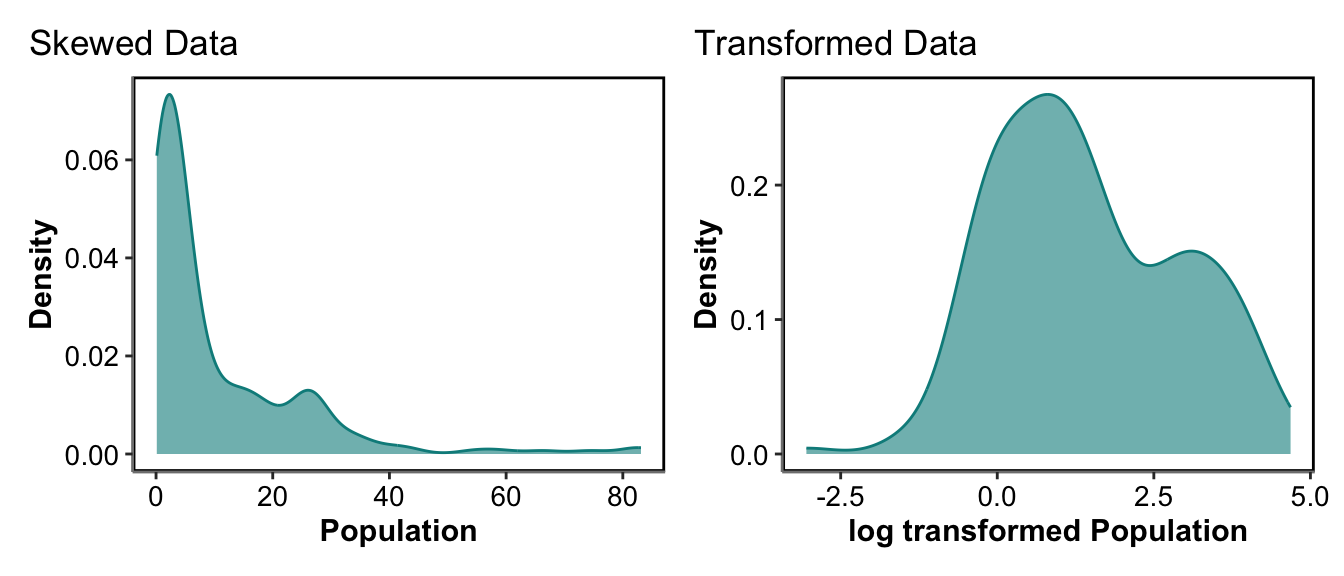 Skewed Data
Density
0.06
0.04
0.02
0.00
0 20 40 60 80
Population
Transformed Data
Density
0.2
0.1
0.0
-2.5 0.0 2.5 5.0
log transformed Population